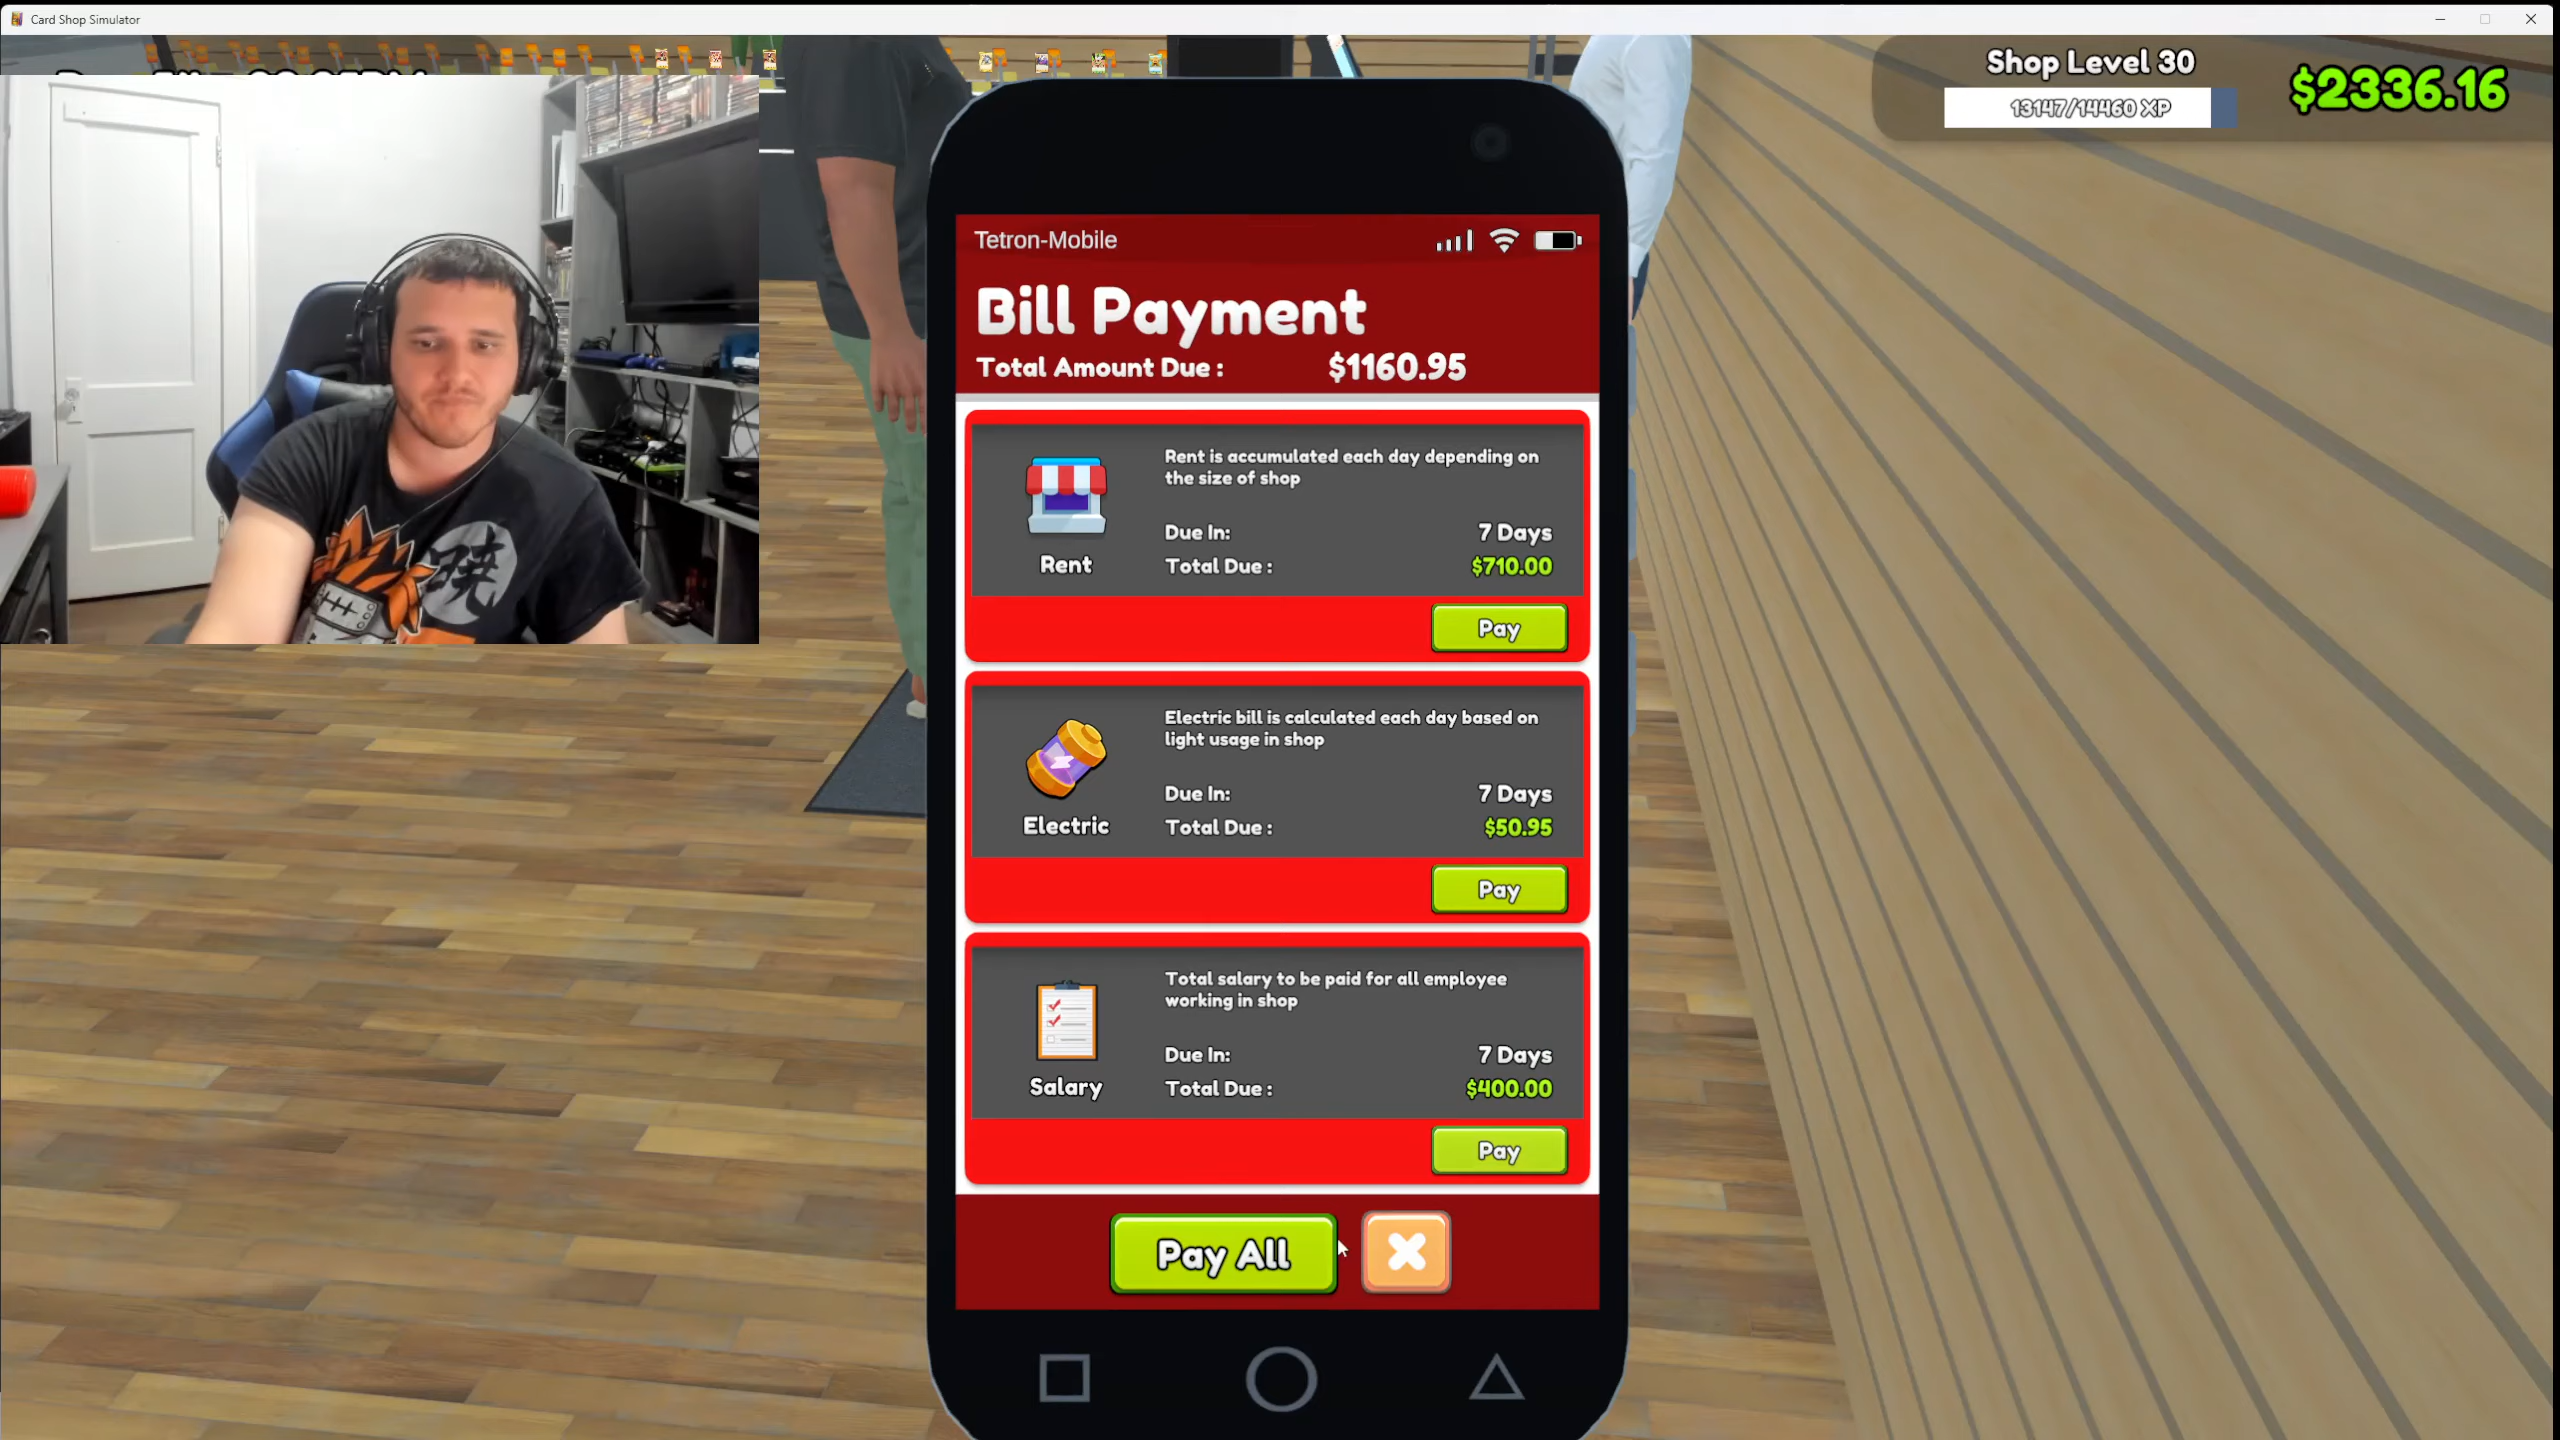 Card Shop Simulator
Shop Level 30
13147/14460 XP
$2336.16
Tetron-Mobile
Bill Payment
Total Amount Due : $1160.95
Rent is accumulated each day depending on
the size of shop
Due In: 7 Days
Total Due : $710.00
Rent
Pay
Electric bill is calculated each day based on
light usage in shop
Due In: 7 Days
Total Due : $50.95
Electric
Pay
Total salary to be paid for all employee
working in shop
Due In: 7 Days
Total Due : $400.00
Salary
Pay
Pay All
暁